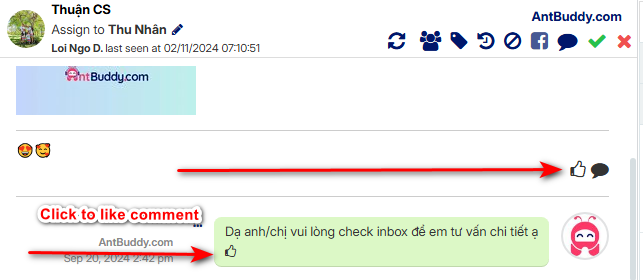 Thuận CS
Assign to Thu Nhân
Loi Ngo D. last seen at 02/11/2024 07:10:51
AntBuddy.com
AntBuddy.com
Click to like comment
AntBuddy.com
Sep 20, 2024 2:42 pm
Dạ anh/chị vui lòng check inbox để em tư vấn chi tiết ạ